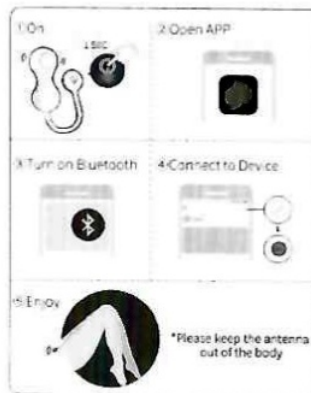 ① On
1 SEC
② Open APP
③ Turn on Bluetooth
④ Connect to Device
⑤ Enjoy
*Please keep the antenna
out of the body